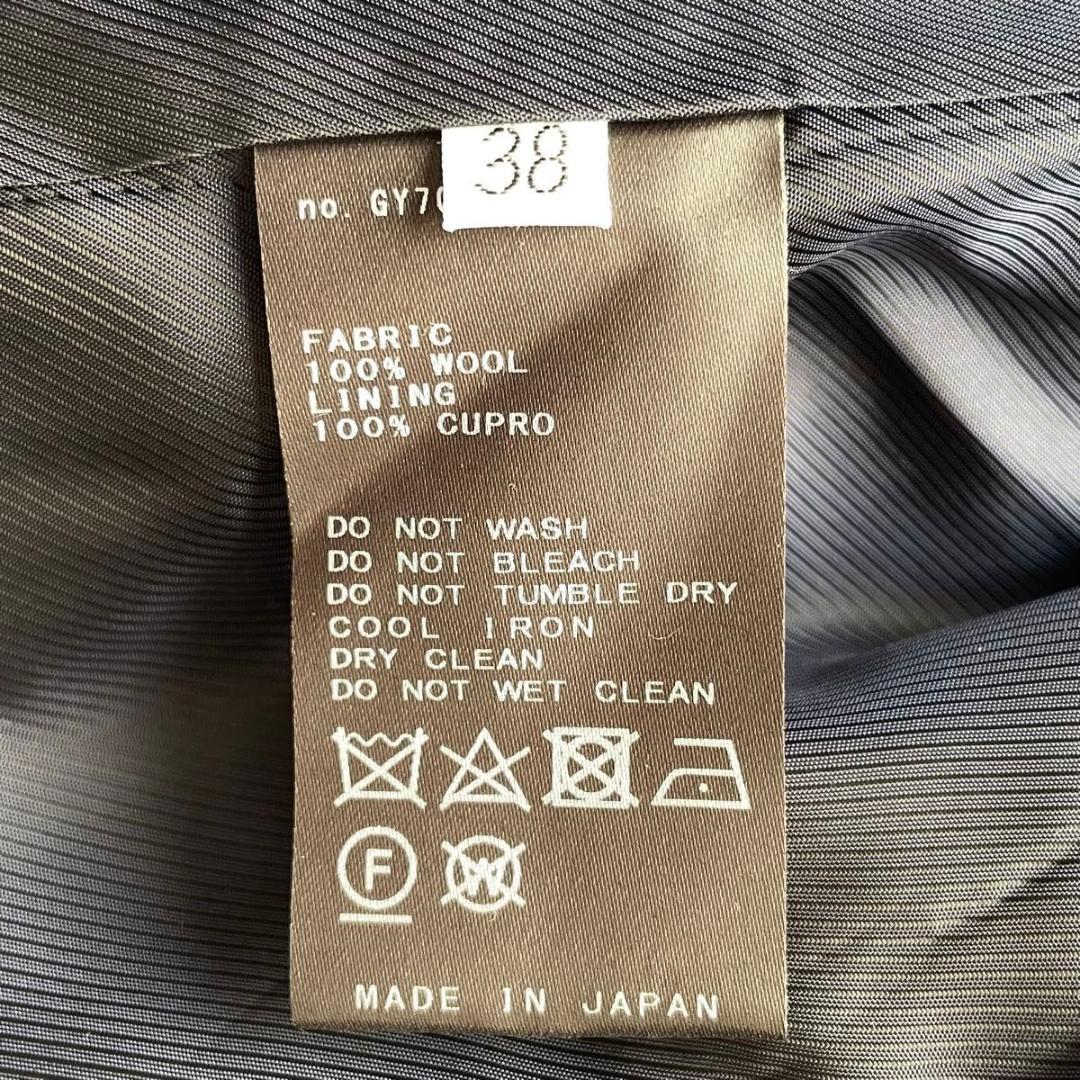 38
no. GY70
FABRIC
100% WOOL
LINING
100% CUPRO
DO NOT WASH
DO NOT BLEACH
DO NOT TUMBLE DRY
COOL IRON
DRY CLEAN
DO NOT WET CLEAN
F W
MADE IN JAPAN